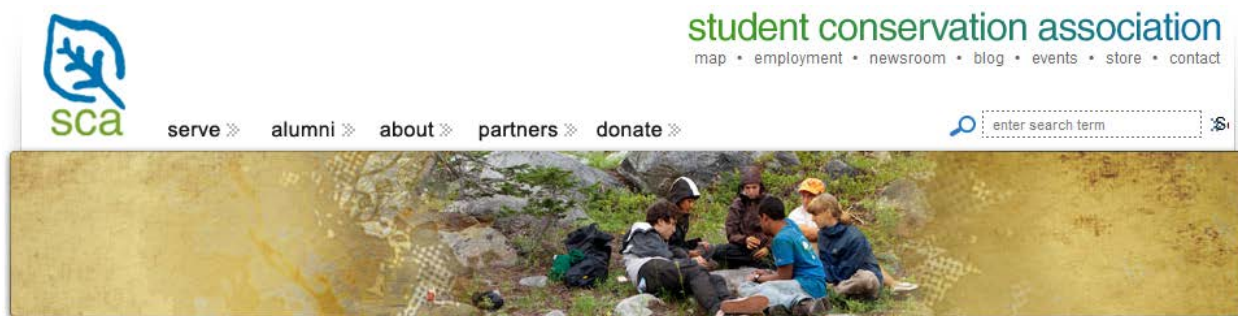 student conservation association
map • employment • newsroom • blog • events • store • contact
sca
serve alumni about partners donate
enter search term